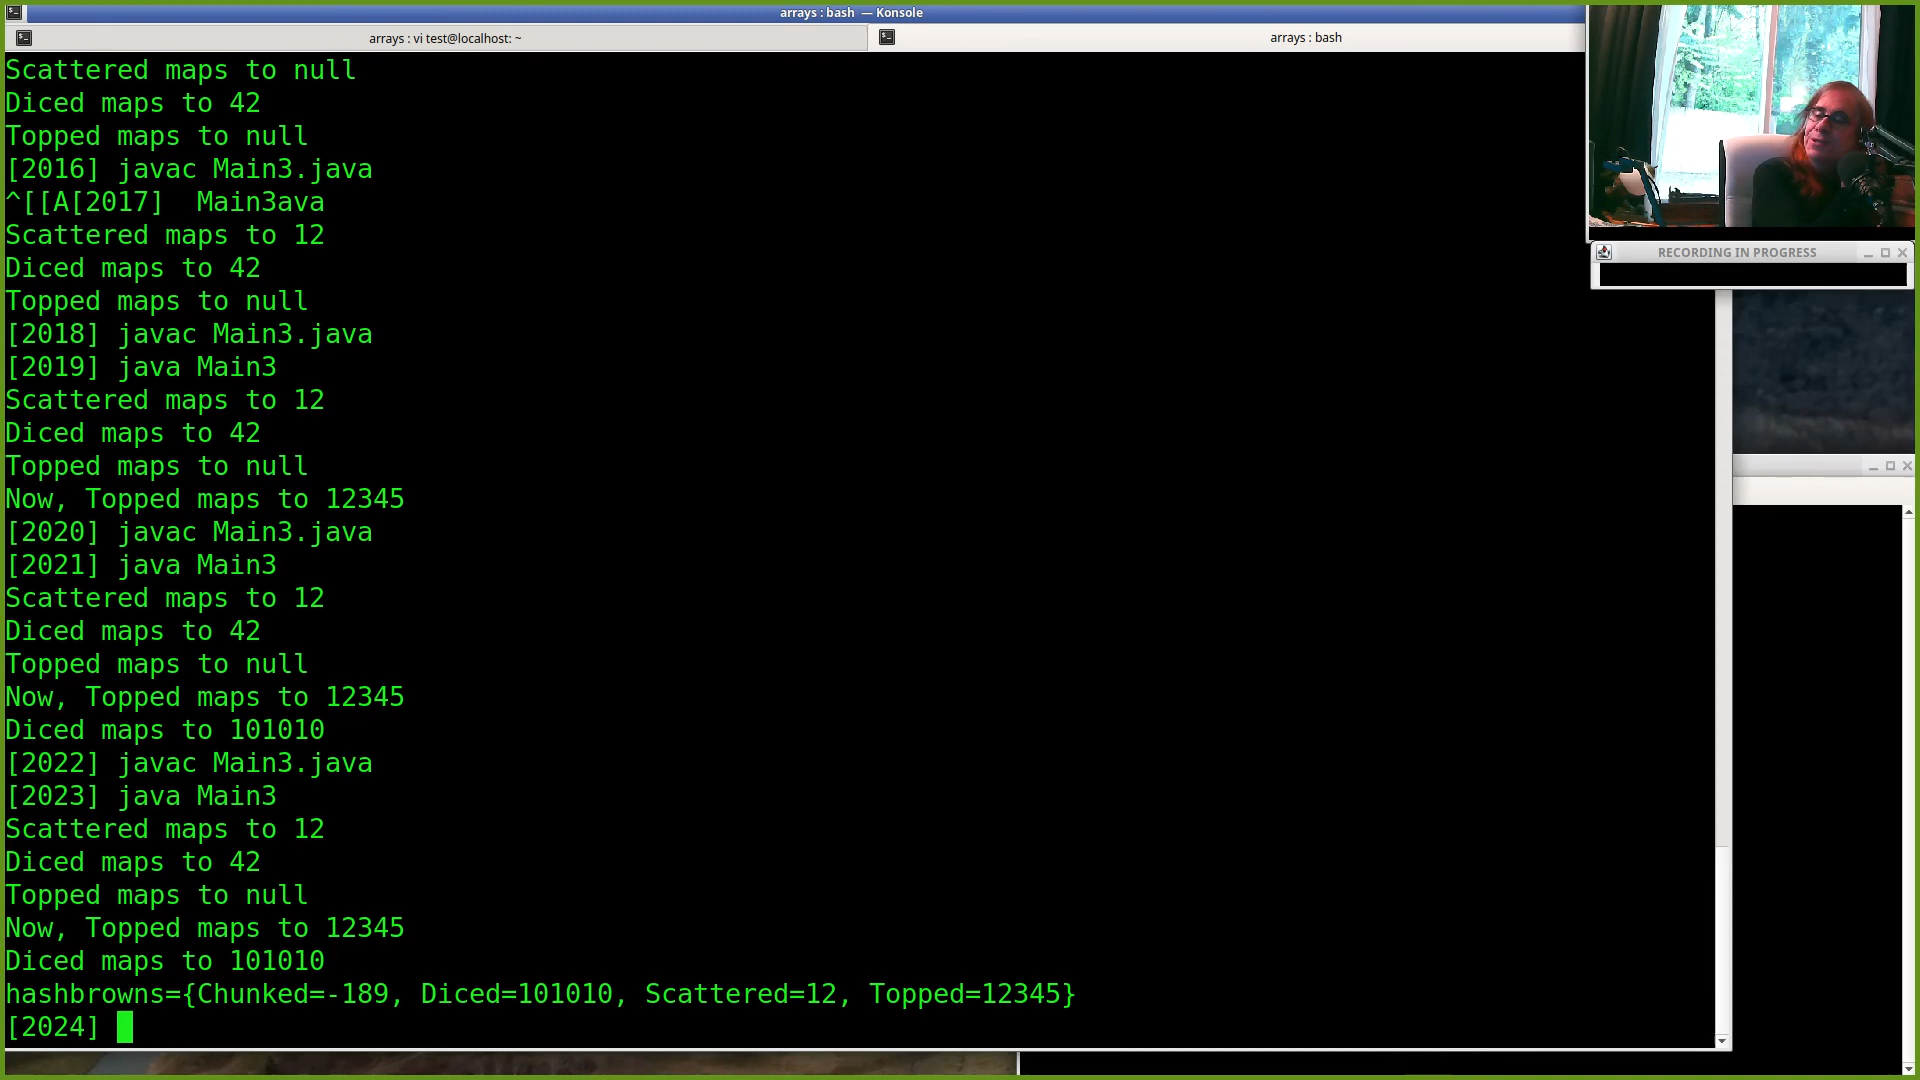 arrays : bash — Konsole
arrays : vi test@localhost: ~
arrays : bash
Scattered maps to null
Diced maps to 42
Topped maps to null
[2016] javac Main3.java
^[[A[2017]  Main3ava
Scattered maps to 12
Diced maps to 42
Topped maps to null
[2018] javac Main3.java
[2019] java Main3
Scattered maps to 12
Diced maps to 42
Topped maps to null
Now, Topped maps to 12345
[2020] javac Main3.java
[2021] java Main3
Scattered maps to 12
Diced maps to 42
Topped maps to null
Now, Topped maps to 12345
Diced maps to 101010
[2022] javac Main3.java
[2023] java Main3
Scattered maps to 12
Diced maps to 42
Topped maps to null
Now, Topped maps to 12345
Diced maps to 101010
hashbrowns={Chunked=-189, Diced=101010, Scattered=12, Topped=12345}
[2024]
RECORDING IN PROGRESS